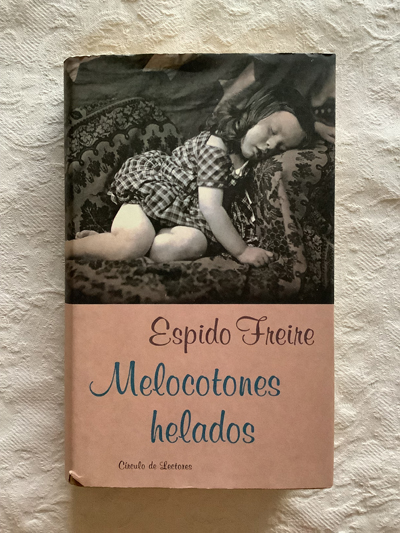 Espido Freire
Melocotones
helados
Círculo de Lectores